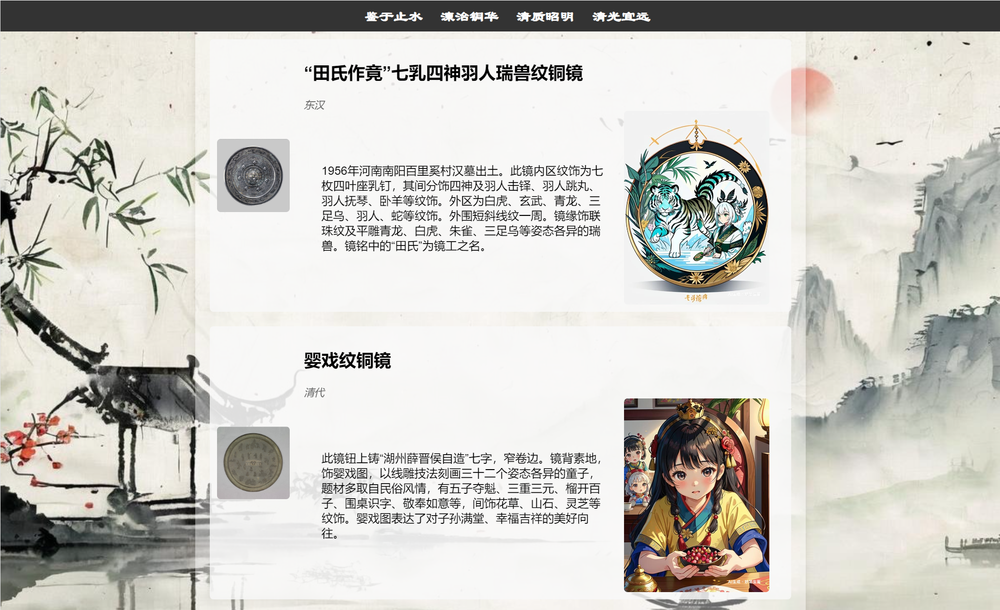 鉴于止水 湅治铜华 清质昭明 清光宜远
“田氏作竟”七乳四神羽人瑞兽纹铜镜
东汉
1956年河南南阳百里奚村汉墓出土。此镜内区纹饰为七
枚四叶座乳钉，其间分饰四神及羽人击铎、羽人跳丸、
羽人抚琴、卧羊等纹饰。外区为白虎、玄武、青龙、三
足乌、羽人、蛇等纹饰。外围短斜线纹一周。镜缘饰联
珠纹及平雕青龙、白虎、朱雀、三足乌等姿态各异的瑞
兽。镜铭中的“田氏”为镜工之名。
婴戏纹铜镜
清代
此镜钮上铸“湖州薛晋侯自造”七字，窄卷边。镜背素地，
饰婴戏图，以线雕技法刻画三十二个姿态各异的童子，
题材多取自民俗风情，有五子夺魁、三重三元、榴开百
子、围桌识字、敬奉如意等，间饰花草、山石、灵芝等
纹饰。婴戏图表达了对子孙满堂、幸福吉祥的美好向
往。